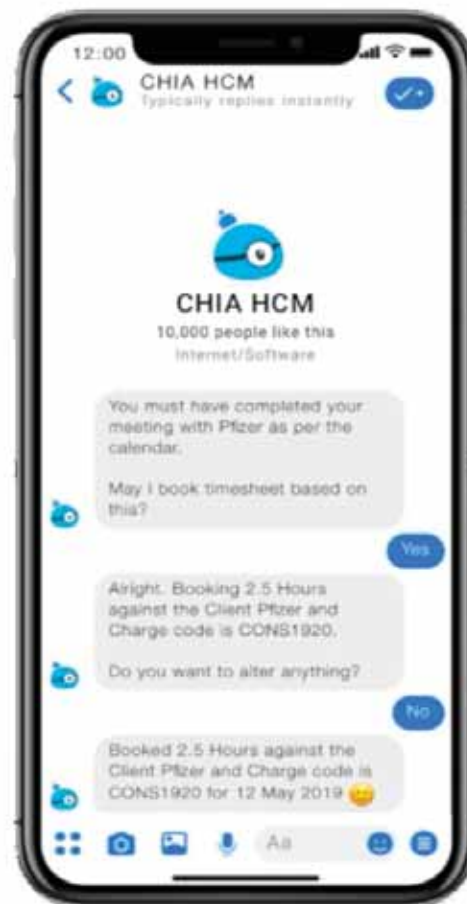 12:00
CHIA HCM
Typically replies instantly
CHIA HCM
10,000 people like this
Internet/Software
You must have completed your
meeting with Pfizer as per the
calendar.
May I book timesheet based on
this?
Yes
Alright. Booking 2.5 Hours
against the Client Pfizer and
Charge code is CONS1920.
Do you want to alter anything?
No
Booked 2.5 Hours against the
Client Pfizer and Charge code is
CONS1920 for 12 May 2019
Aa